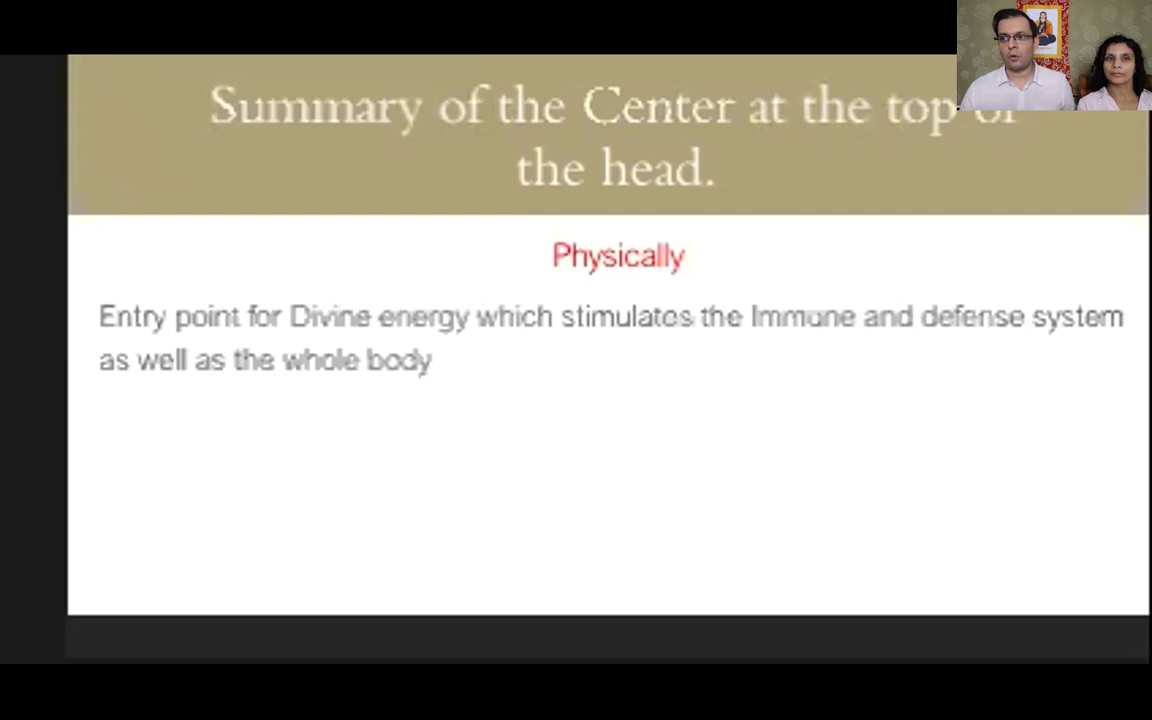 Summary of the Center at the top of
the head.
Physically
Entry point for Divine energy which stimulates the Immune and defense system
as well as the whole body